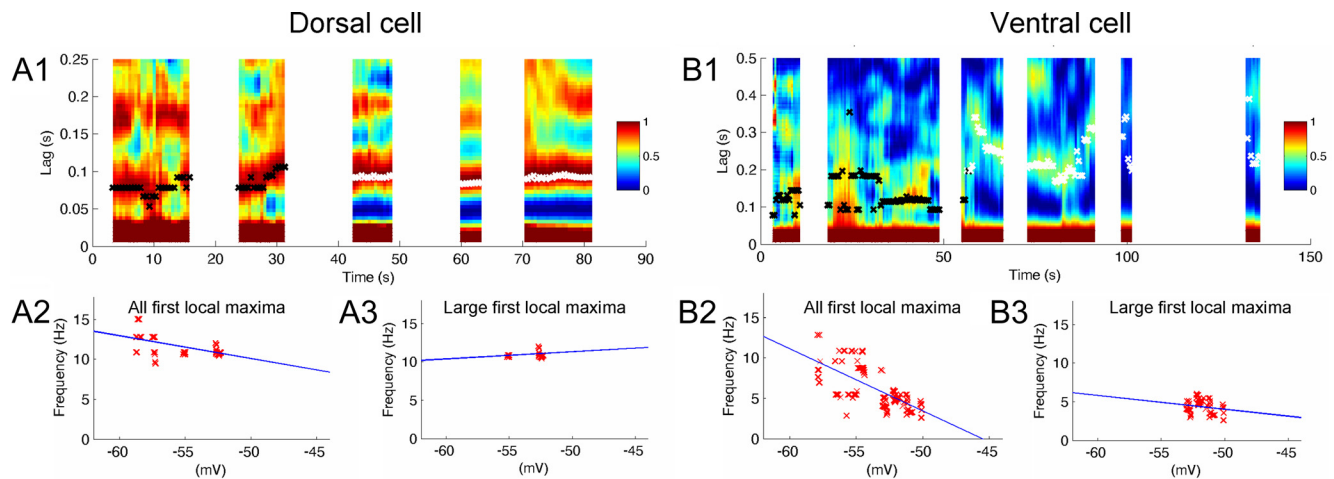 Dorsal cell
Ventral cell
A1
0.25
0.2
0.15
0.1
0.05
0
Lag (s)
0 10 20 30 40 50 60 70 80 90
Time (s)
1
0.5
0
B1
0.5
0.4
0.3
0.2
0.1
0
Lag (s)
0 50 100 150
Time (s)
1
0.5
0
A2
All first local maxima
15
10
5
0
Frequency (Hz)
-60 -55 -50 -45
(mV)
A3
Large first local maxima
15
10
5
0
Frequency (Hz)
-60 -55 -50 -45
(mV)
B2
All first local maxima
15
10
5
0
Frequency (Hz)
-60 -55 -50 -45
(mV)
B3
Large first local maxima
15
10
5
0
Frequency (Hz)
-60 -55 -50 -45
(mV)